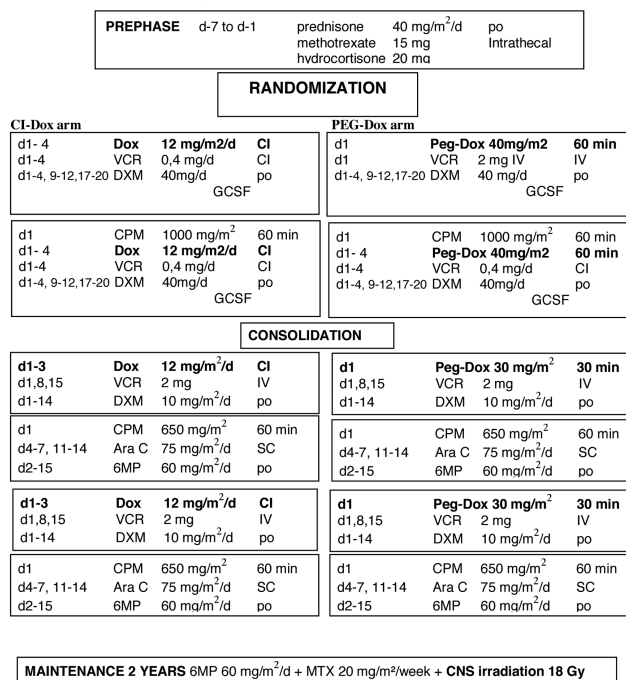 PREPHASE d-7 to d-1 prednisone 40 mg/m²/d po
methotrexate 15 mg Intrathecal
hydrocortisone 20 mg
RANDOMIZATION
CI-Dox arm
d1- 4 Dox 12 mg/m2/d CI
d1-4 VCR 0,4 mg/d CI
d1-4, 9-12,17-20 DXM 40mg/d po
GCSF
d1 CPM 1000 mg/m² 60 min
d1- 4 Dox 12 mg/m2/d CI
d1-4 VCR 0,4 mg/d CI
d1-4, 9-12,17-20 DXM 40mg/d po
GCSF
PEG-Dox arm
d1 Peg-Dox 40mg/m2 60 min
d1 VCR 2 mg IV IV
d1-4, 9-12,17-20 DXM 40 mg/d po
GCSF
d1 CPM 1000 mg/m² 60 min
d1- 4 Peg-Dox 40mg/m2 60 min
d1-4 VCR 0,4 mg/d CI
d1-4, 9-12,17-20 DXM 40mg/d po
GCSF
CONSOLIDATION
d1-3 Dox 12 mg/m²/d CI
d1,8,15 VCR 2 mg IV
d1-14 DXM 10 mg/m²/d po
d1 CPM 650 mg/m² 60 min
d4-7, 11-14 Ara C 75 mg/m²/d SC
d2-15 6MP 60 mg/m²/d po
d1-3 Dox 12 mg/m²/d CI
d1,8,15 VCR 2 mg IV
d1-14 DXM 10 mg/m²/d po
d1 CPM 650 mg/m² 60 min
d4-7, 11-14 Ara C 75 mg/m²/d SC
d2-15 6MP 60 mg/m²/d po
d1 Peg-Dox 30 mg/m² 30 min
d1,8,15 VCR 2 mg IV
d1-14 DXM 10 mg/m²/d po
d1 CPM 650 mg/m² 60 min
d4-7, 11-14 Ara C 75 mg/m²/d SC
d2-15 6MP 60 mg/m²/d po
d1 Peg-Dox 30 mg/m² 30 min
d1,8,15 VCR 2 mg IV
d1-14 DXM 10 mg/m²/d po
d1 CPM 650 mg/m² 60 min
d4-7, 11-14 Ara C 75 mg/m²/d SC
d2-15 6MP 60 mg/m²/d po
MAINTENANCE 2 YEARS 6MP 60 mg/m²/d + MTX 20 mg/m²/week + CNS irradiation 18 Gy